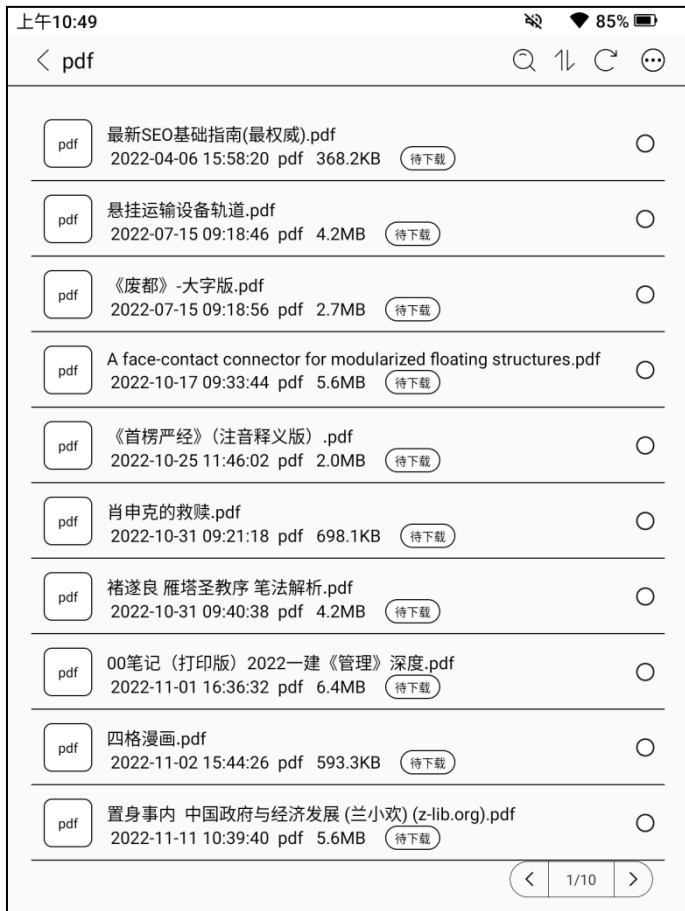 上午10:49
85%
pdf
pdf
最新SEO基础指南(最权威).pdf
2022-04-06 15:58:20 pdf 368.2KB 待下载
pdf
悬挂运输设备轨道.pdf
2022-07-15 09:18:46 pdf 4.2MB 待下载
pdf
《废都》-大字版.pdf
2022-07-15 09:18:56 pdf 2.7MB 待下载
pdf
A face-contact connector for modularized floating structures.pdf
2022-10-17 09:33:44 pdf 5.6MB 待下载
pdf
《首楞严经》（注音释义版）.pdf
2022-10-25 11:46:02 pdf 2.0MB 待下载
pdf
肖申克的救赎.pdf
2022-10-31 09:21:18 pdf 698.1KB 待下载
pdf
褚遂良 雁塔圣教序 笔法解析.pdf
2022-10-31 09:40:38 pdf 4.2MB 待下载
pdf
00笔记（打印版）2022一建《管理》深度.pdf
2022-11-01 16:36:32 pdf 6.4MB 待下载
pdf
四格漫画.pdf
2022-11-02 15:44:26 pdf 593.3KB 待下载
pdf
置身事内 中国政府与经济发展 (兰小欢) (z-lib.org).pdf
2022-11-11 10:39:40 pdf 5.6MB 待下载
1/10